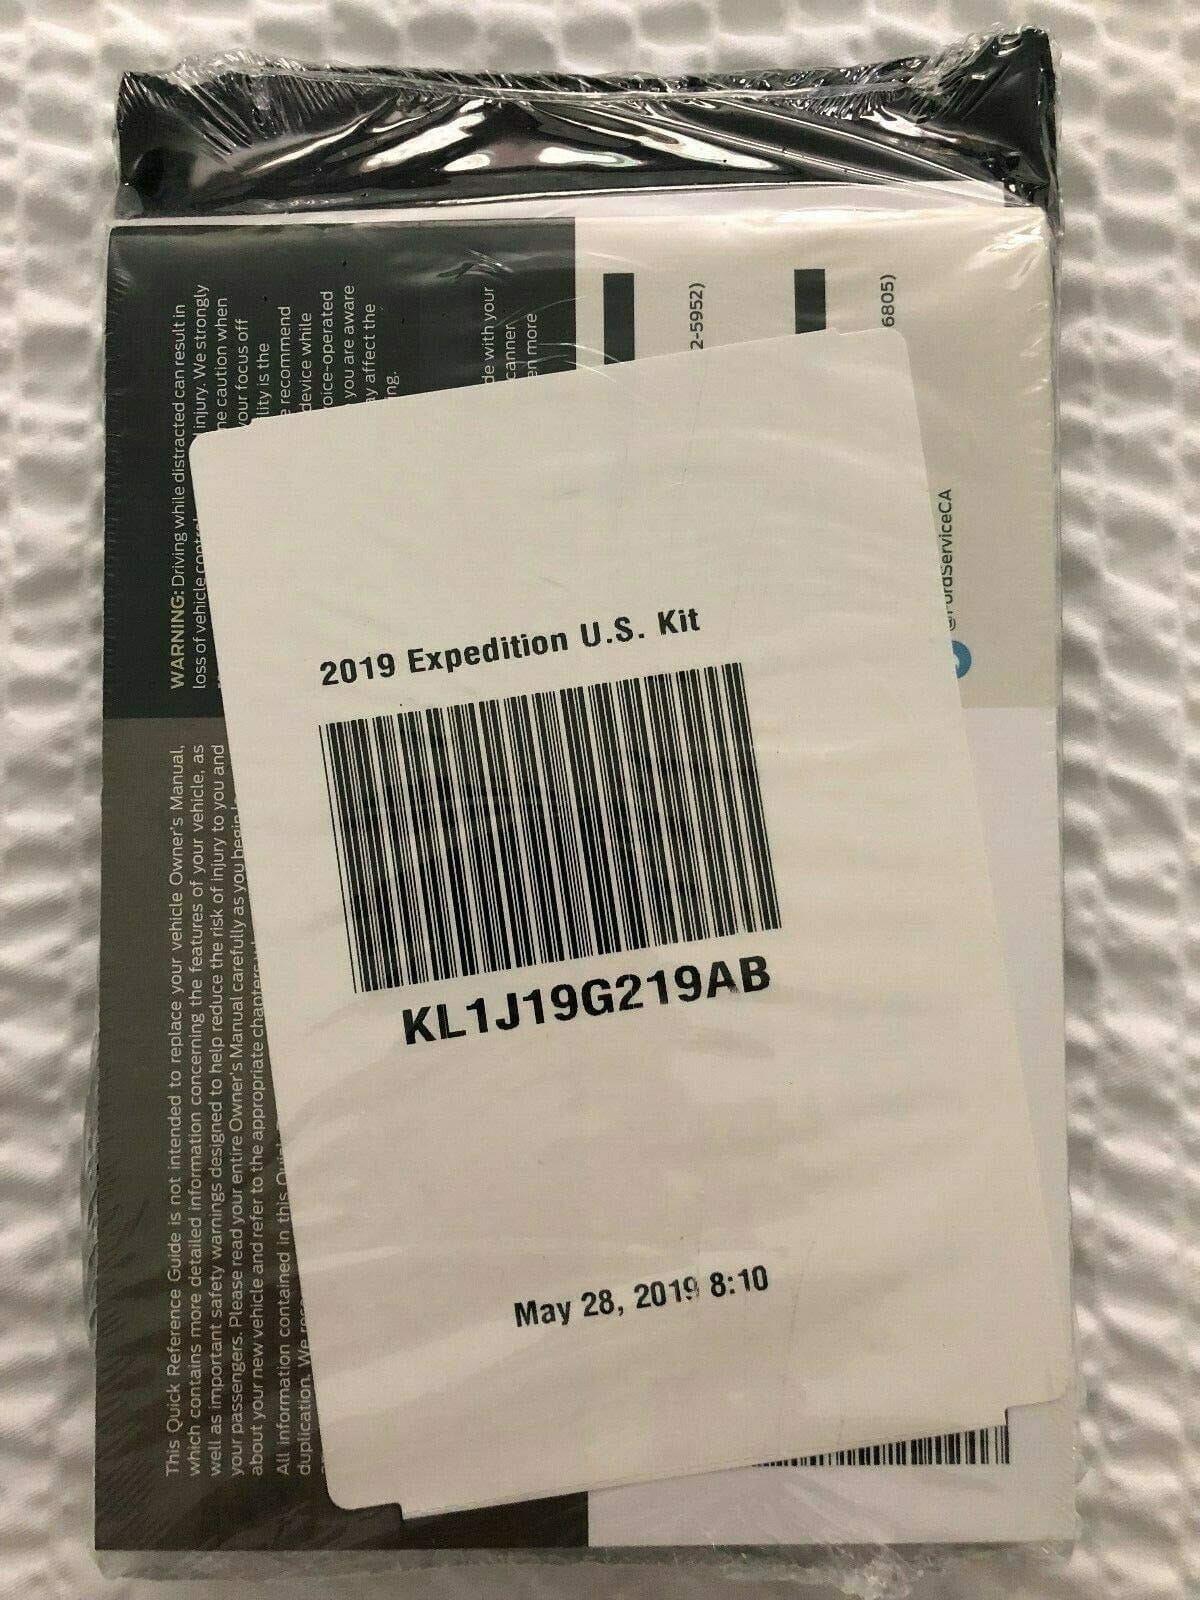 2019 Expedition U.S. Kit
KL1J19G219AB
May 28, 2019 8:10
WARNING: Driving while distracted can result in
loss of vehicle control injury. We strongly
caution when
your focus off
is the
recommend
device while
voice-operated
you are aware
affect the
with your
scanner
more
2-5952)
6805)
This Quick Reference Guide is not intended to replace your vehicle Owner's Manual,
which contains more detailed information concerning the features of your vehicle, as
well as important safety warnings designed to help reduce the risk of injury to you and
your passengers. Please read your entire Owner's Manual carefully as you begin
about your new vehicle and refer to the appropriate chapters
All information contained in this Quick
duplication. We
@FordServiceCA